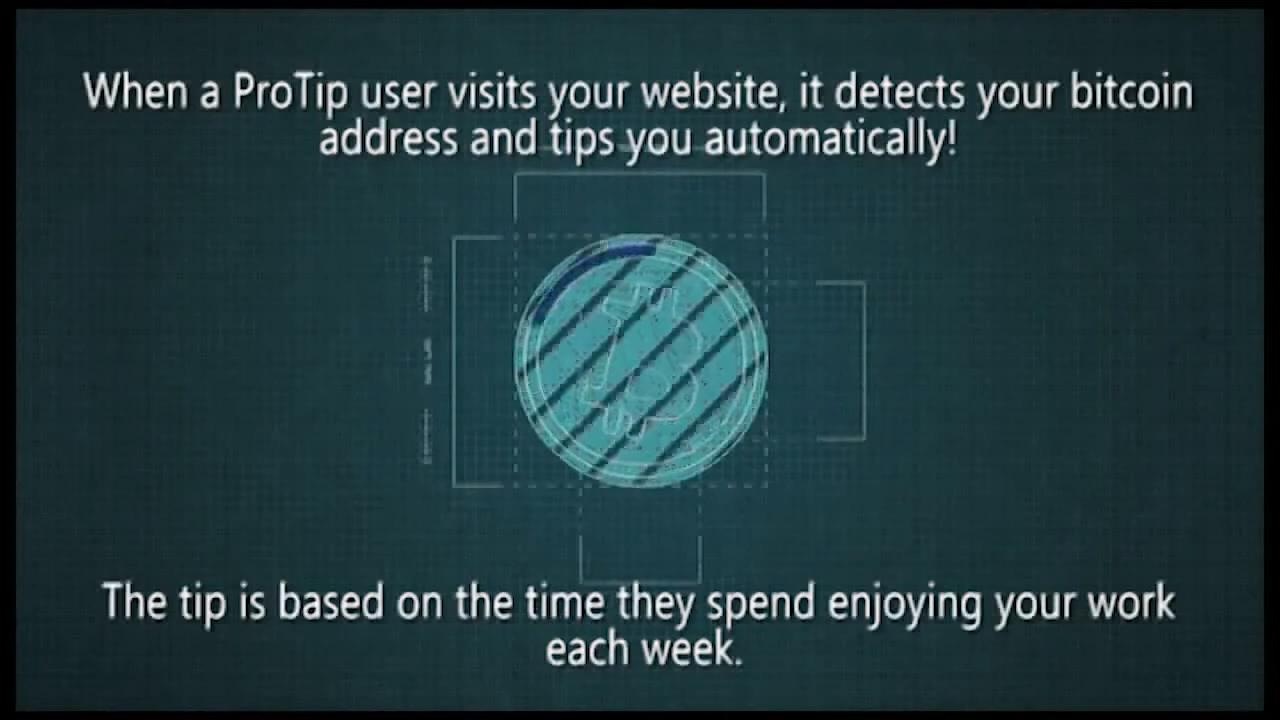 When a ProTip user visits your website, it detects your bitcoin
address and tips you automatically!
The tip is based on the time they spend enjoying your work
each week.